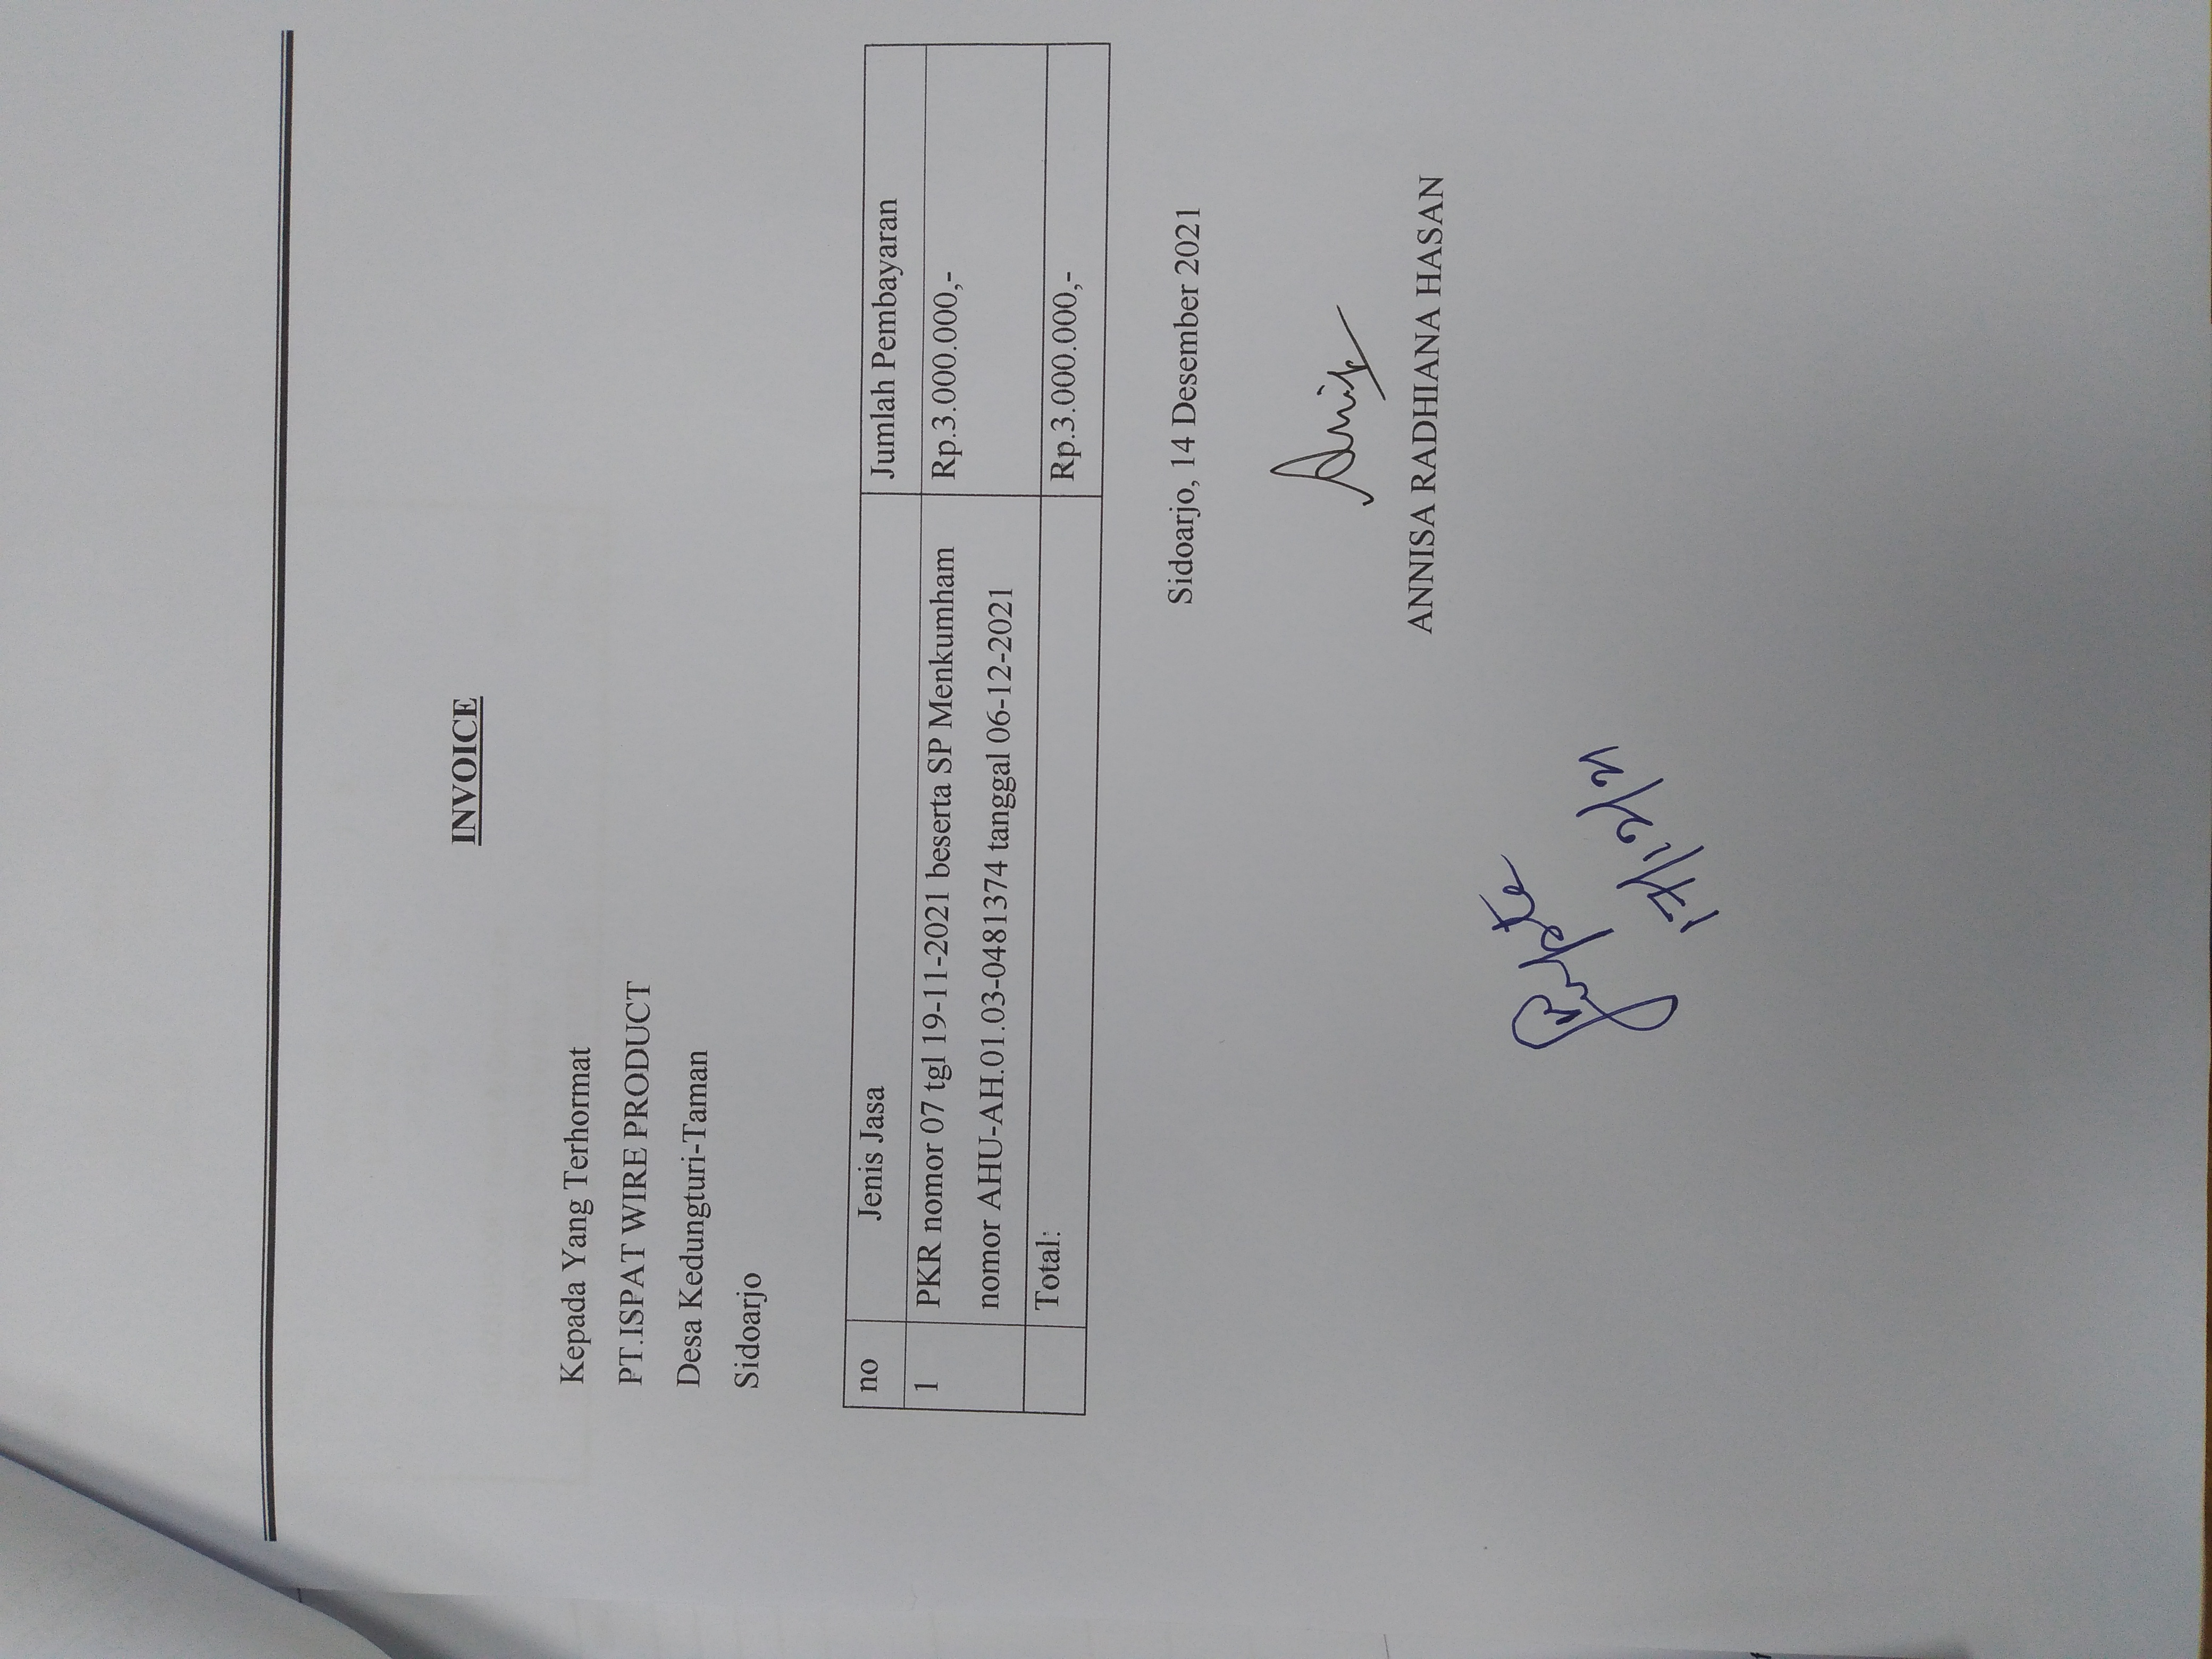 INVOICE
Kepada Yang Terhormat
PT.ISPAT WIRE PRODUCT
Desa Kedungturi-Taman
Sidoarjo
no Jenis Jasa Jumlah Pembayaran
1 PKR nomor 07 tgl 19-11-2021 beserta SP Menkumham Rp.3.000.000,-
nomor AHU-AH.01.03-0481374 tanggal 06-12-2021
Total: Rp.3.000.000,-
Sidoarjo, 14 Desember 2021
ANNISA RADHIANA HASAN
17/12/21